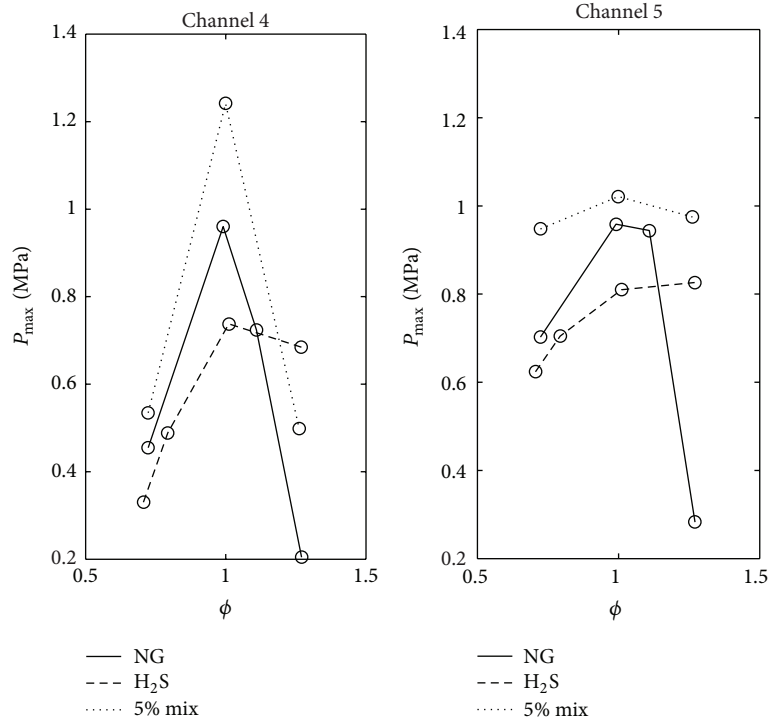 Channel 4
1.4
1.2
1
0.8
0.6
0.4
0.2
P_max (MPa)
0.5
1
1.5
ϕ
NG
H₂S
5% mix
Channel 5
1.4
1.2
1
0.8
0.6
0.4
0.2
P_max (MPa)
0.5
1
1.5
ϕ
NG
H₂S
5% mix